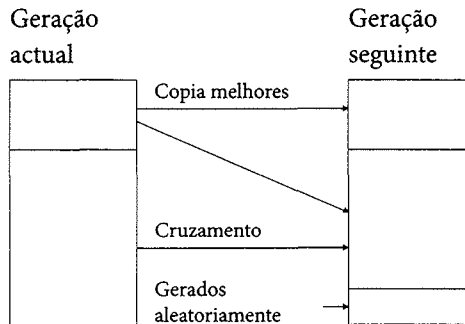 Geração
actual
Geração
seguinte
Copia melhores
Cruzamento
Gerados
aleatoriamente